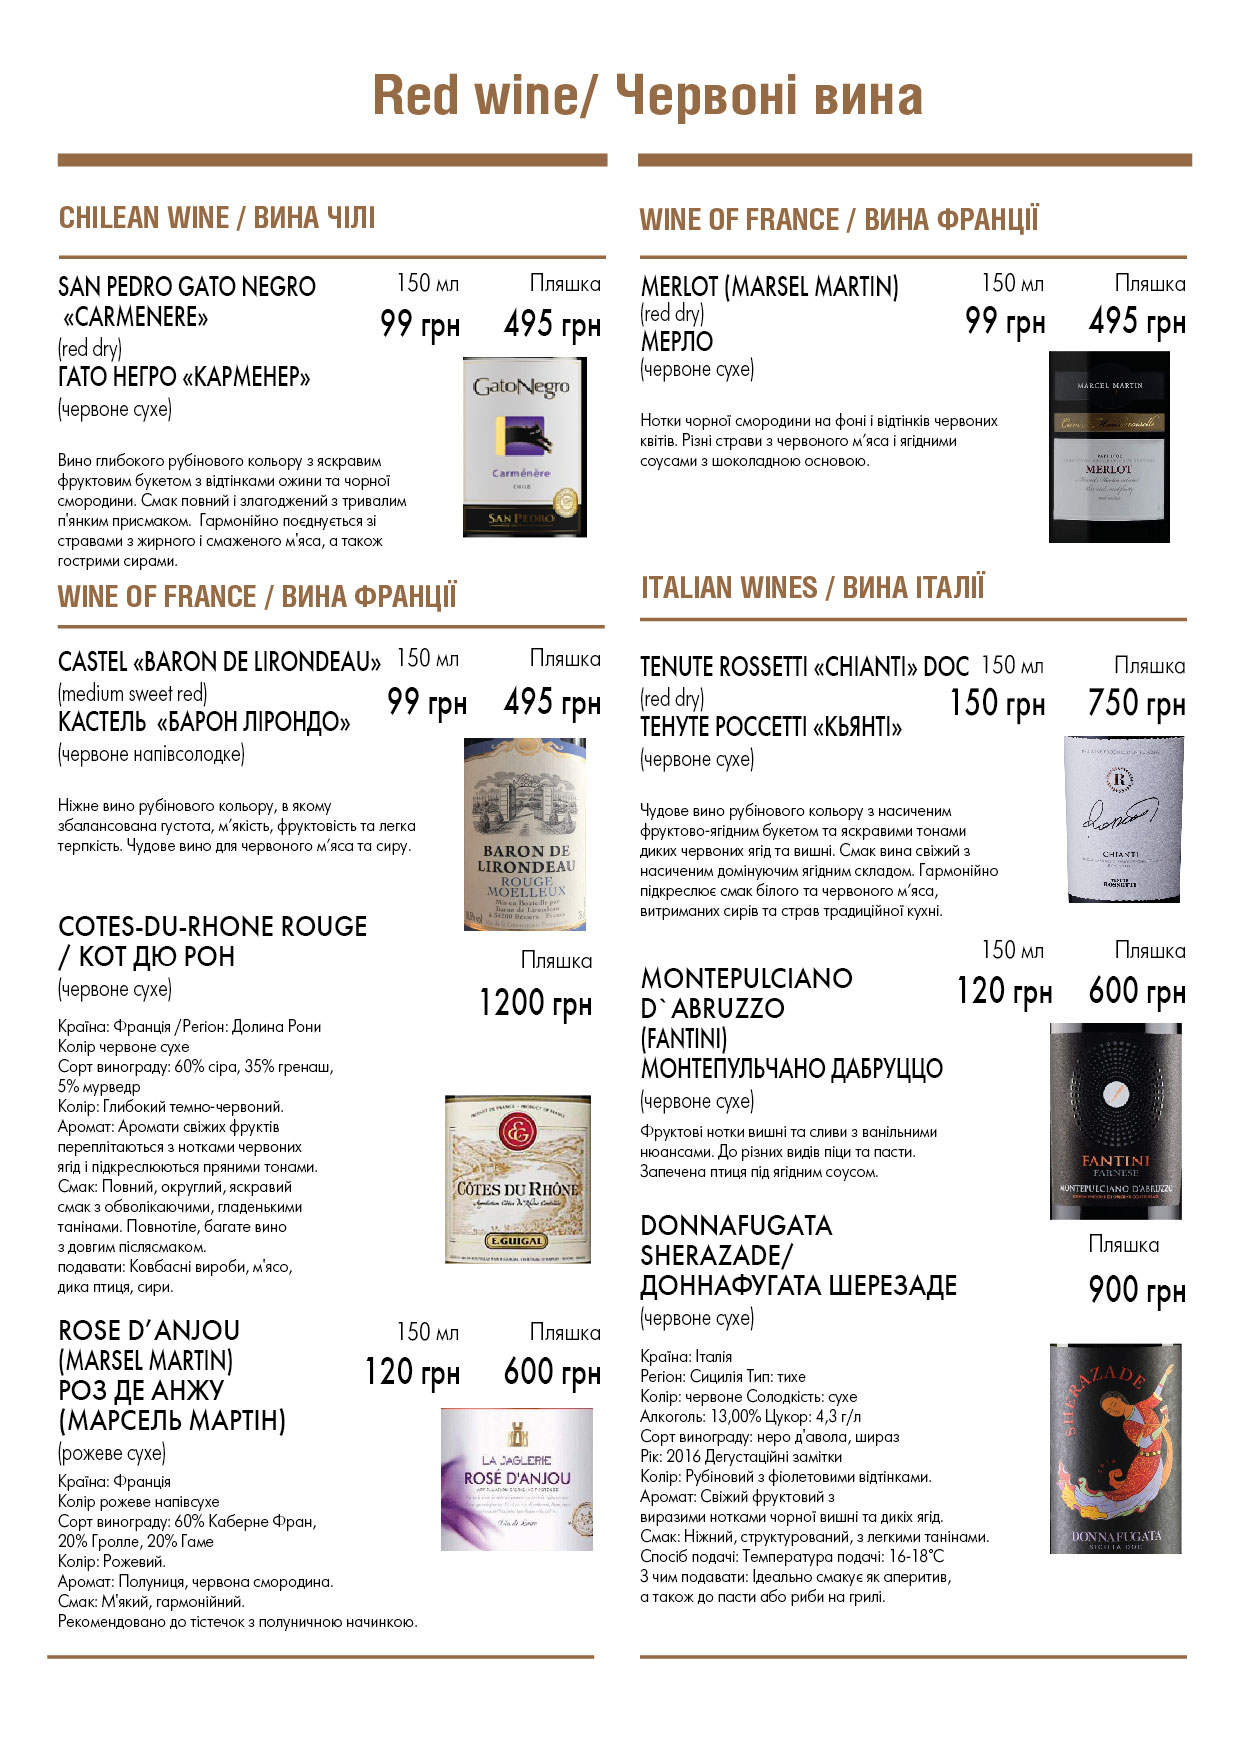 Red wine/ Червоні вина
CHILEAN WINE / ВИНА ЧІЛІ
SAN PEDRO GATO NEGRO
«CARMENERE»
(red dry)
ГАТО НЕГРО «КАРМЕНЕР»
(червоне сухе)
150 мл
Пляшка
99 грн
495 грн
GatoNegro
Carménère
CHILE
SAN PEDRO
Вино глибокого рубінового кольору з яскравим
фруктовим букетом з відтінками ожини та чорної
смородини. Смак повний і злагоджений з тривалим
п'янким присмаком. Гармонійно поєднується зі
стравами з жирного і смаженого м'яса, а також
гострими сирами.
WINE OF FRANCE / ВИНА ФРАНЦІЇ
CASTEL «BARON DE LIRONDEAU»
(medium sweet red)
КАСТЕЛЬ «БАРОН ЛІРОНДО»
(червоне напівсолодке)
150 мл
Пляшка
99 грн
495 грн
BARON DE
LIRONDEAU
ROUGE
MOELLEUX
Mis en Bouteille par
Baron de Lirondeau
Ніжне вино рубінового кольору, в якому
збалансована густота, м’якість, фруктовість та легка
терпкість. Чудове вино для червоного м’яса та сиру.
COTES-DU-RHONE ROUGE
/ КОТ ДЮ РОН
(червоне сухе)
Пляшка
1200 грн
CÔTES DU RHÔNE
E.GUIGAL
Країна: Франція /Регіон: Долина Рони
Колір червоне сухе
Сорт винограду: 60% сіра, 35% гренаш,
5% мурведр
Колір: Глибокий темно-червоний.
Аромат: Аромати свіжих фруктів
переплітаються з нотками червоних
ягід і підкреслюються пряними тонами.
Смак: Повний, округлий, яскравий
смак з обволікаючими, гладенькими
танінами. Повнотіле, багате вино
з довгим післясмаком.
подавати: Ковбасні вироби, м'ясо,
дика птиця, сири.
ROSE D’ANJOU
(MARSEL MARTIN)
РОЗ ДЕ АНЖУ
(МАРСЕЛЬ МАРТІН)
(рожеве сухе)
150 мл
Пляшка
120 грн
600 грн
LA JAGLERIE
ROSÉ D'ANJOU
Країна: Франція
Колір рожеве напівсухе
Сорт винограду: 60% Каберне Фран,
20% Гролле, 20% Гаме
Колір: Рожевий.
Аромат: Полуниця, червона смородина.
Смак: М'який, гармонійний.
Рекомендовано до тістечок з полуничною начинкою.
WINE OF FRANCE / ВИНА ФРАНЦІЇ
MERLOT (MARSEL MARTIN)
(red dry)
МЕРЛО
(червоне сухе)
150 мл
Пляшка
99 грн
495 грн
MARCEL MARTIN
MERLOT
Нотки чорної смородини на фоні і відтінків червоних
квітів. Різні страви з червоного м’яса і ягідними
соусами з шоколадною основою.
ITALIAN WINES / ВИНА ІТАЛІЇ
TENUTE ROSSETTI «CHIANTI» DOC
(red dry)
ТЕНУТЕ РОССЕТТІ «КЬЯНТІ»
(червоне сухе)
150 мл
Пляшка
150 грн
750 грн
R
CHIANTI
TENUTE
ROSSETTI
Чудове вино рубінового кольору з насиченим
фруктово-ягідним букетом та яскравими тонами
диких червоних ягід та вишні. Смак вина свіжий з
насиченим домінуючим ягідним складом. Гармонійно
підкреслює смак білого та червоного м’яса,
витриманих сирів та страв традиційної кухні.
MONTEPULCIANO
D`ABRUZZO
(FANTINI)
МОНТЕПУЛЬЧАНО ДАБРУЦЦО
(червоне сухе)
150 мл
Пляшка
120 грн
600 грн
FANTINI
FARNESE
MONTEPULCIANO D'ABRUZZO
Фруктові нотки вишні та сливи з ванільними
нюансами. До різних видів піци та пасти.
Запечена птиця під ягідним соусом.
DONNAFUGATA
SHERAZADE/
ДОННАФУГАТА ШЕРЕЗАДЕ
(червоне сухе)
Пляшка
900 грн
SHERAZADE
DONNAFUGATA
SICILIA DOC
Країна: Італія
Регіон: Сицилія Тип: тихе
Колір: червоне Солодкість: сухе
Алкоголь: 13,00% Цукор: 4,3 г/л
Сорт винограду: неро д'авола, шираз
Рік: 2016 Дегустаційні замітки
Колір: Рубіновий з фіолетовими відтінками.
Аромат: Свіжий фруктовий з
виразими нотками чорної вишні та диких ягід.
Смак: Ніжний, структурований, з легкими танінами.
Спосіб подачі: Температура подачі: 16-18°С
З чим подавати: Ідеально смакує як аперитив,
а також до пасти або риби на грилі.